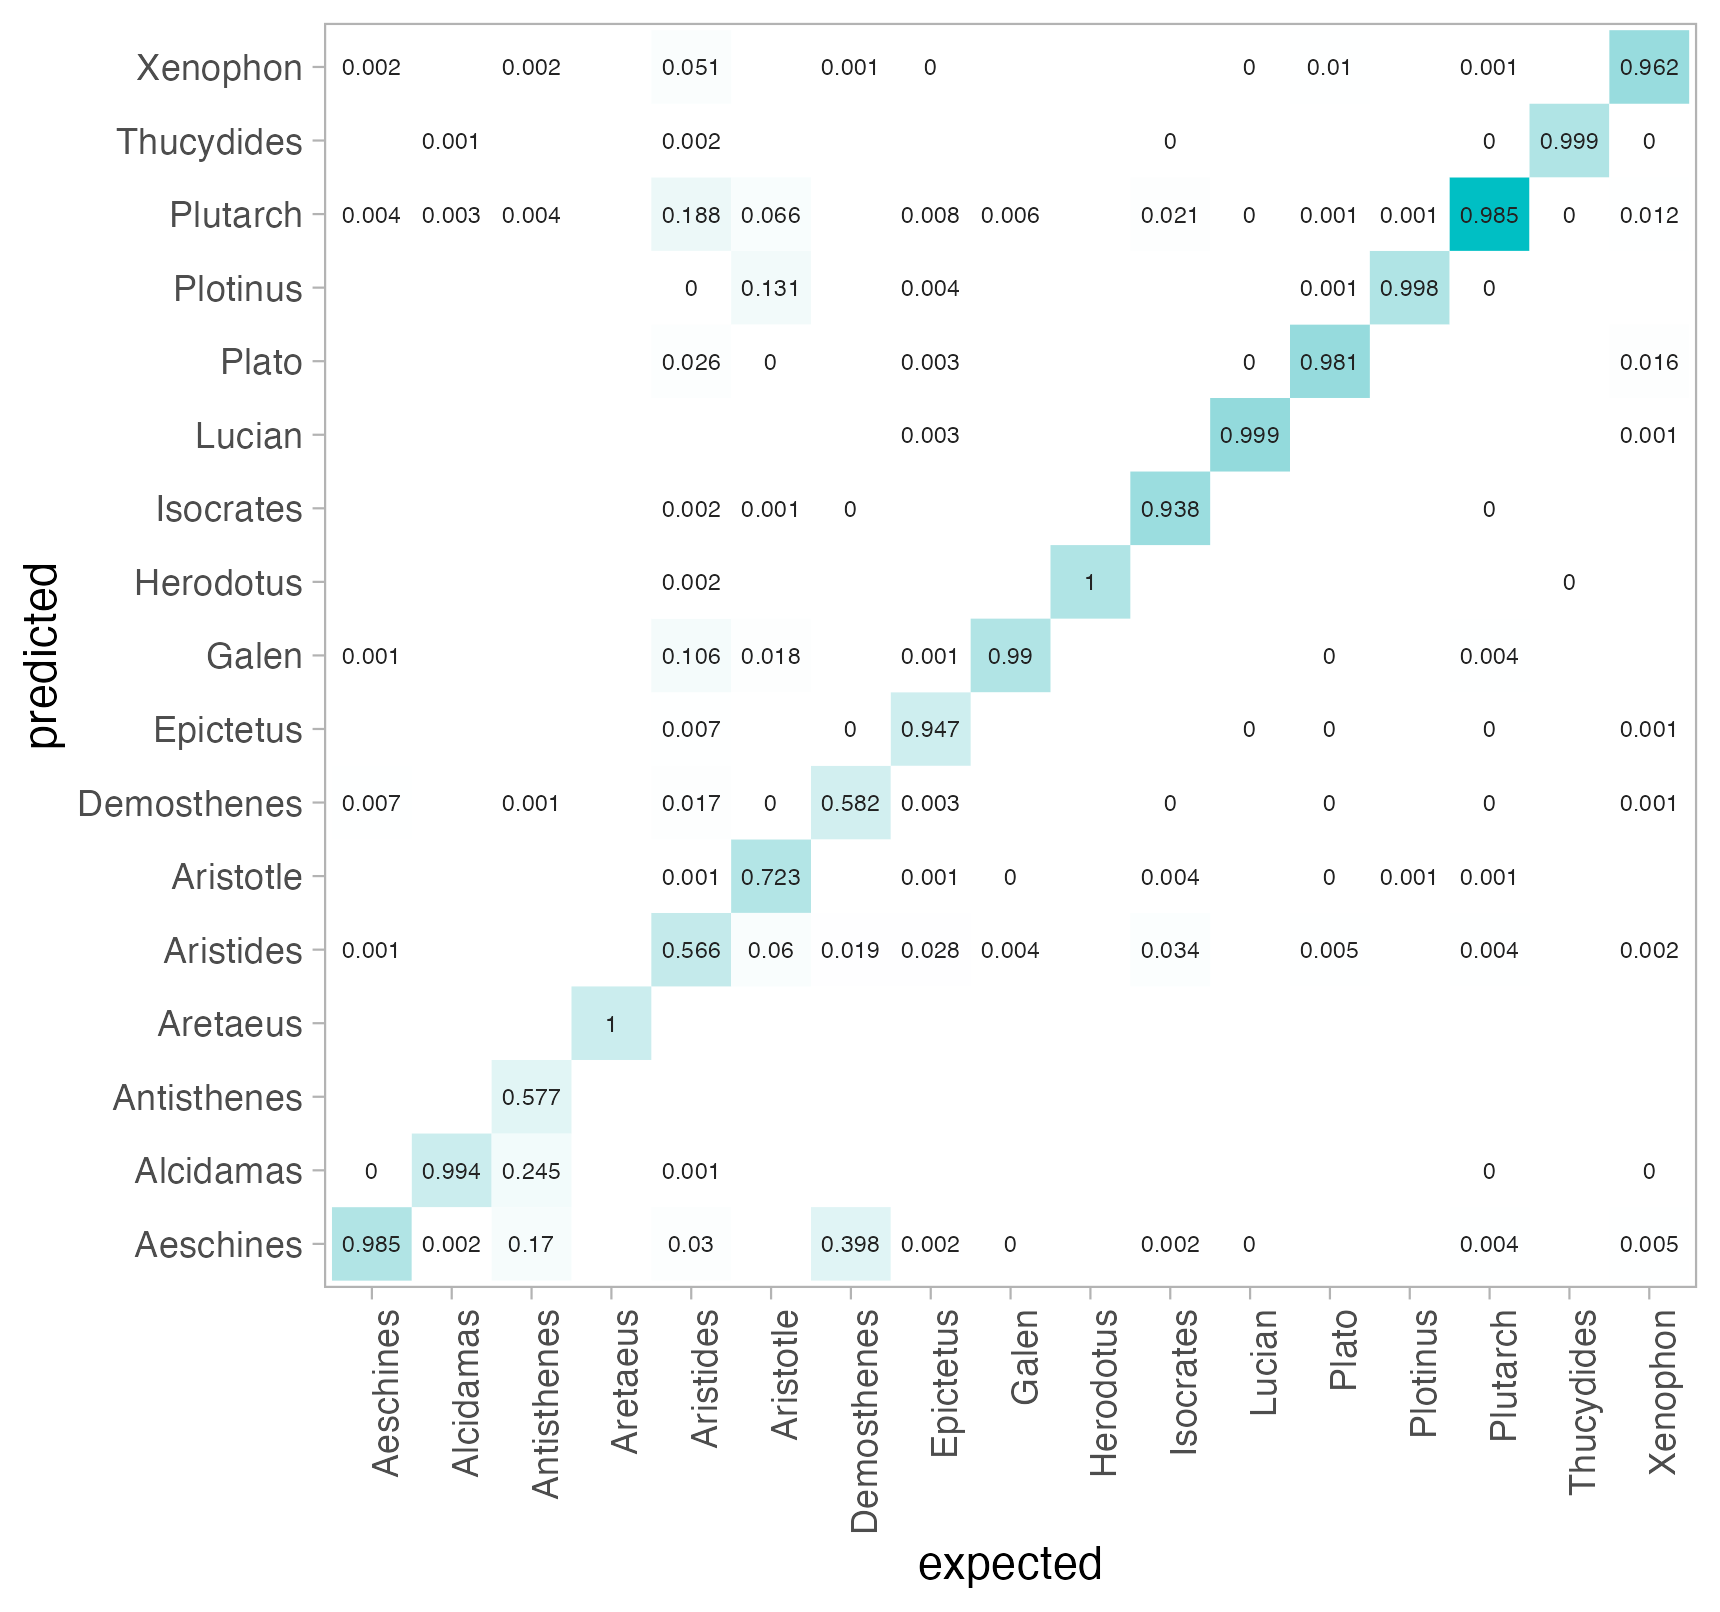 Xenophon 0.002 0.002 0.051 0.001 0 0 0.01 0.001 0.962
Thucydides 0.001 0.002 0 0 0.999 0
Plutarch 0.004 0.003 0.004 0.188 0.066 0.008 0.006 0.021 0 0.001 0.001 0.985 0 0.012
Plotinus 0 0.131 0.004 0.001 0.998 0
Plato 0.026 0 0.003 0 0.981 0.016
Lucian 0.003 0.999 0.001
Isocrates 0.002 0.001 0 0.938 0
Herodotus 0.002 1 0
Galen 0.001 0.106 0.018 0.001 0.99 0 0.004
Epictetus 0.007 0 0.947 0 0 0 0.001
Demosthenes 0.007 0.001 0.017 0 0.582 0.003 0 0 0 0.001
Aristotle 0.001 0.723 0.001 0 0.004 0 0.001 0.001
Aristides 0.001 0.566 0.06 0.019 0.028 0.004 0.034 0.005 0.004 0.002
Aretaeus 1
Antisthenes 0.577
Alcidamas 0 0.994 0.245 0.001 0 0
Aeschines 0.985 0.002 0.17 0.03 0.398 0.002 0 0.002 0 0.004 0.005
predicted
Aeschines
Alcidamas
Antisthenes
Aretaeus
Aristides
Aristotle
Demosthenes
Epictetus
Galen
Herodotus
Isocrates
Lucian
Plato
Plotinus
Plutarch
Thucydides
Xenophon
expected